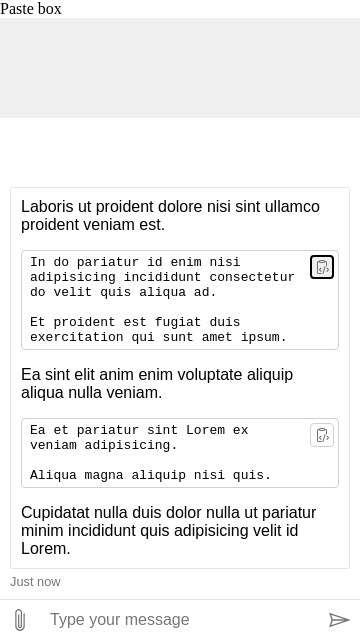 Paste box
Laboris ut proident dolore nisi sint ullamco
proident veniam est.
In do pariatur id enim nisi
adipisicing incididunt consectetur
do velit quis aliqua ad.
Et proident est fugiat duis
exercitation qui sunt amet ipsum.
Ea sint elit anim enim voluptate aliquip
aliqua nulla veniam.
Ea et pariatur sint Lorem ex
veniam adipisicing.
Aliqua magna aliquip nisi quis.
Cupidatat nulla duis dolor nulla ut pariatur
minim incididunt quis adipisicing velit id
Lorem.
Just now
Type your message